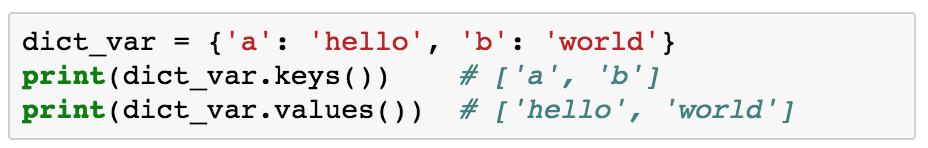 dict_var = {'a': 'hello', 'b': 'world'}
print(dict_var.keys())    # ['a', 'b']
print(dict_var.values())  # ['hello', 'world']